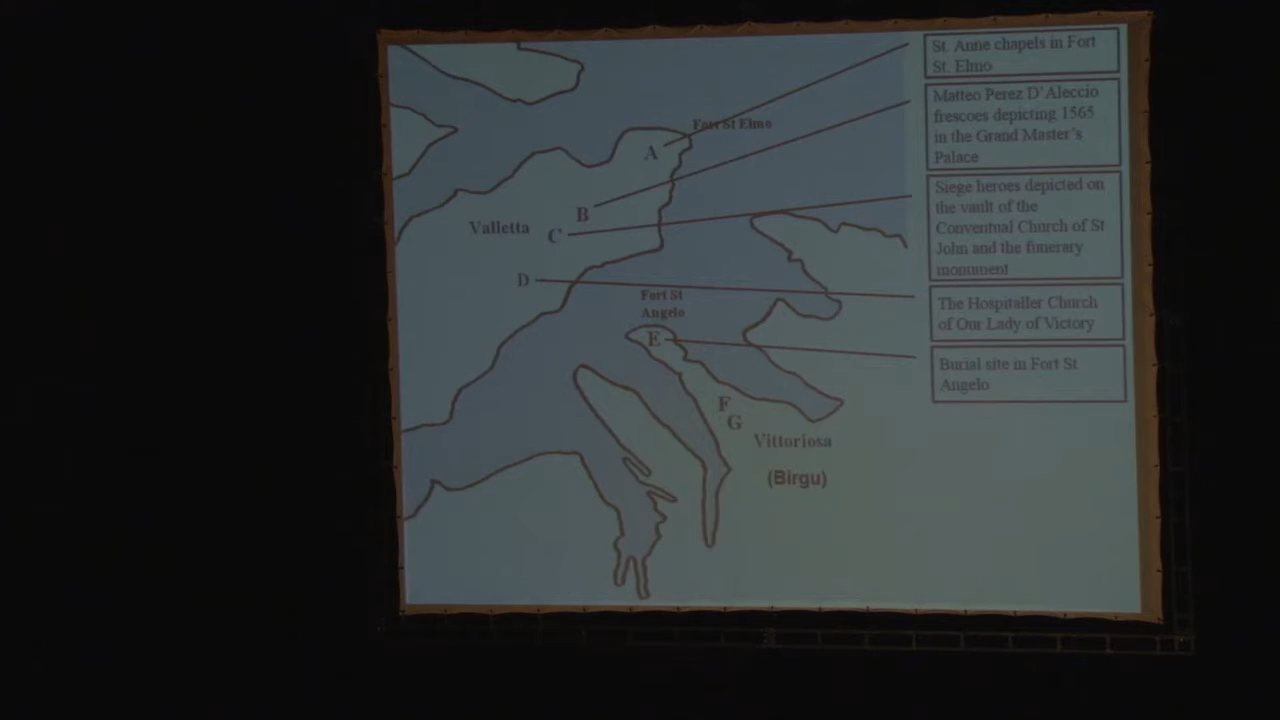 St. Anne chapels in Fort
St. Elmo
Matteo Perez D'Aleccio
frescoes depicting 1565
in the Grand Master's
Palace
Siege heroes depicted on
the vault of the
Conventual Church of St
John and the funerary
monument
The Hospitaller Church
of Our Lady of Victory
Burial site in Fort St
Angelo
Fort St Elmo
A
B
Valletta
C
D
Fort St
Angelo
E
F
G
Vittoriosa
(Birgu)